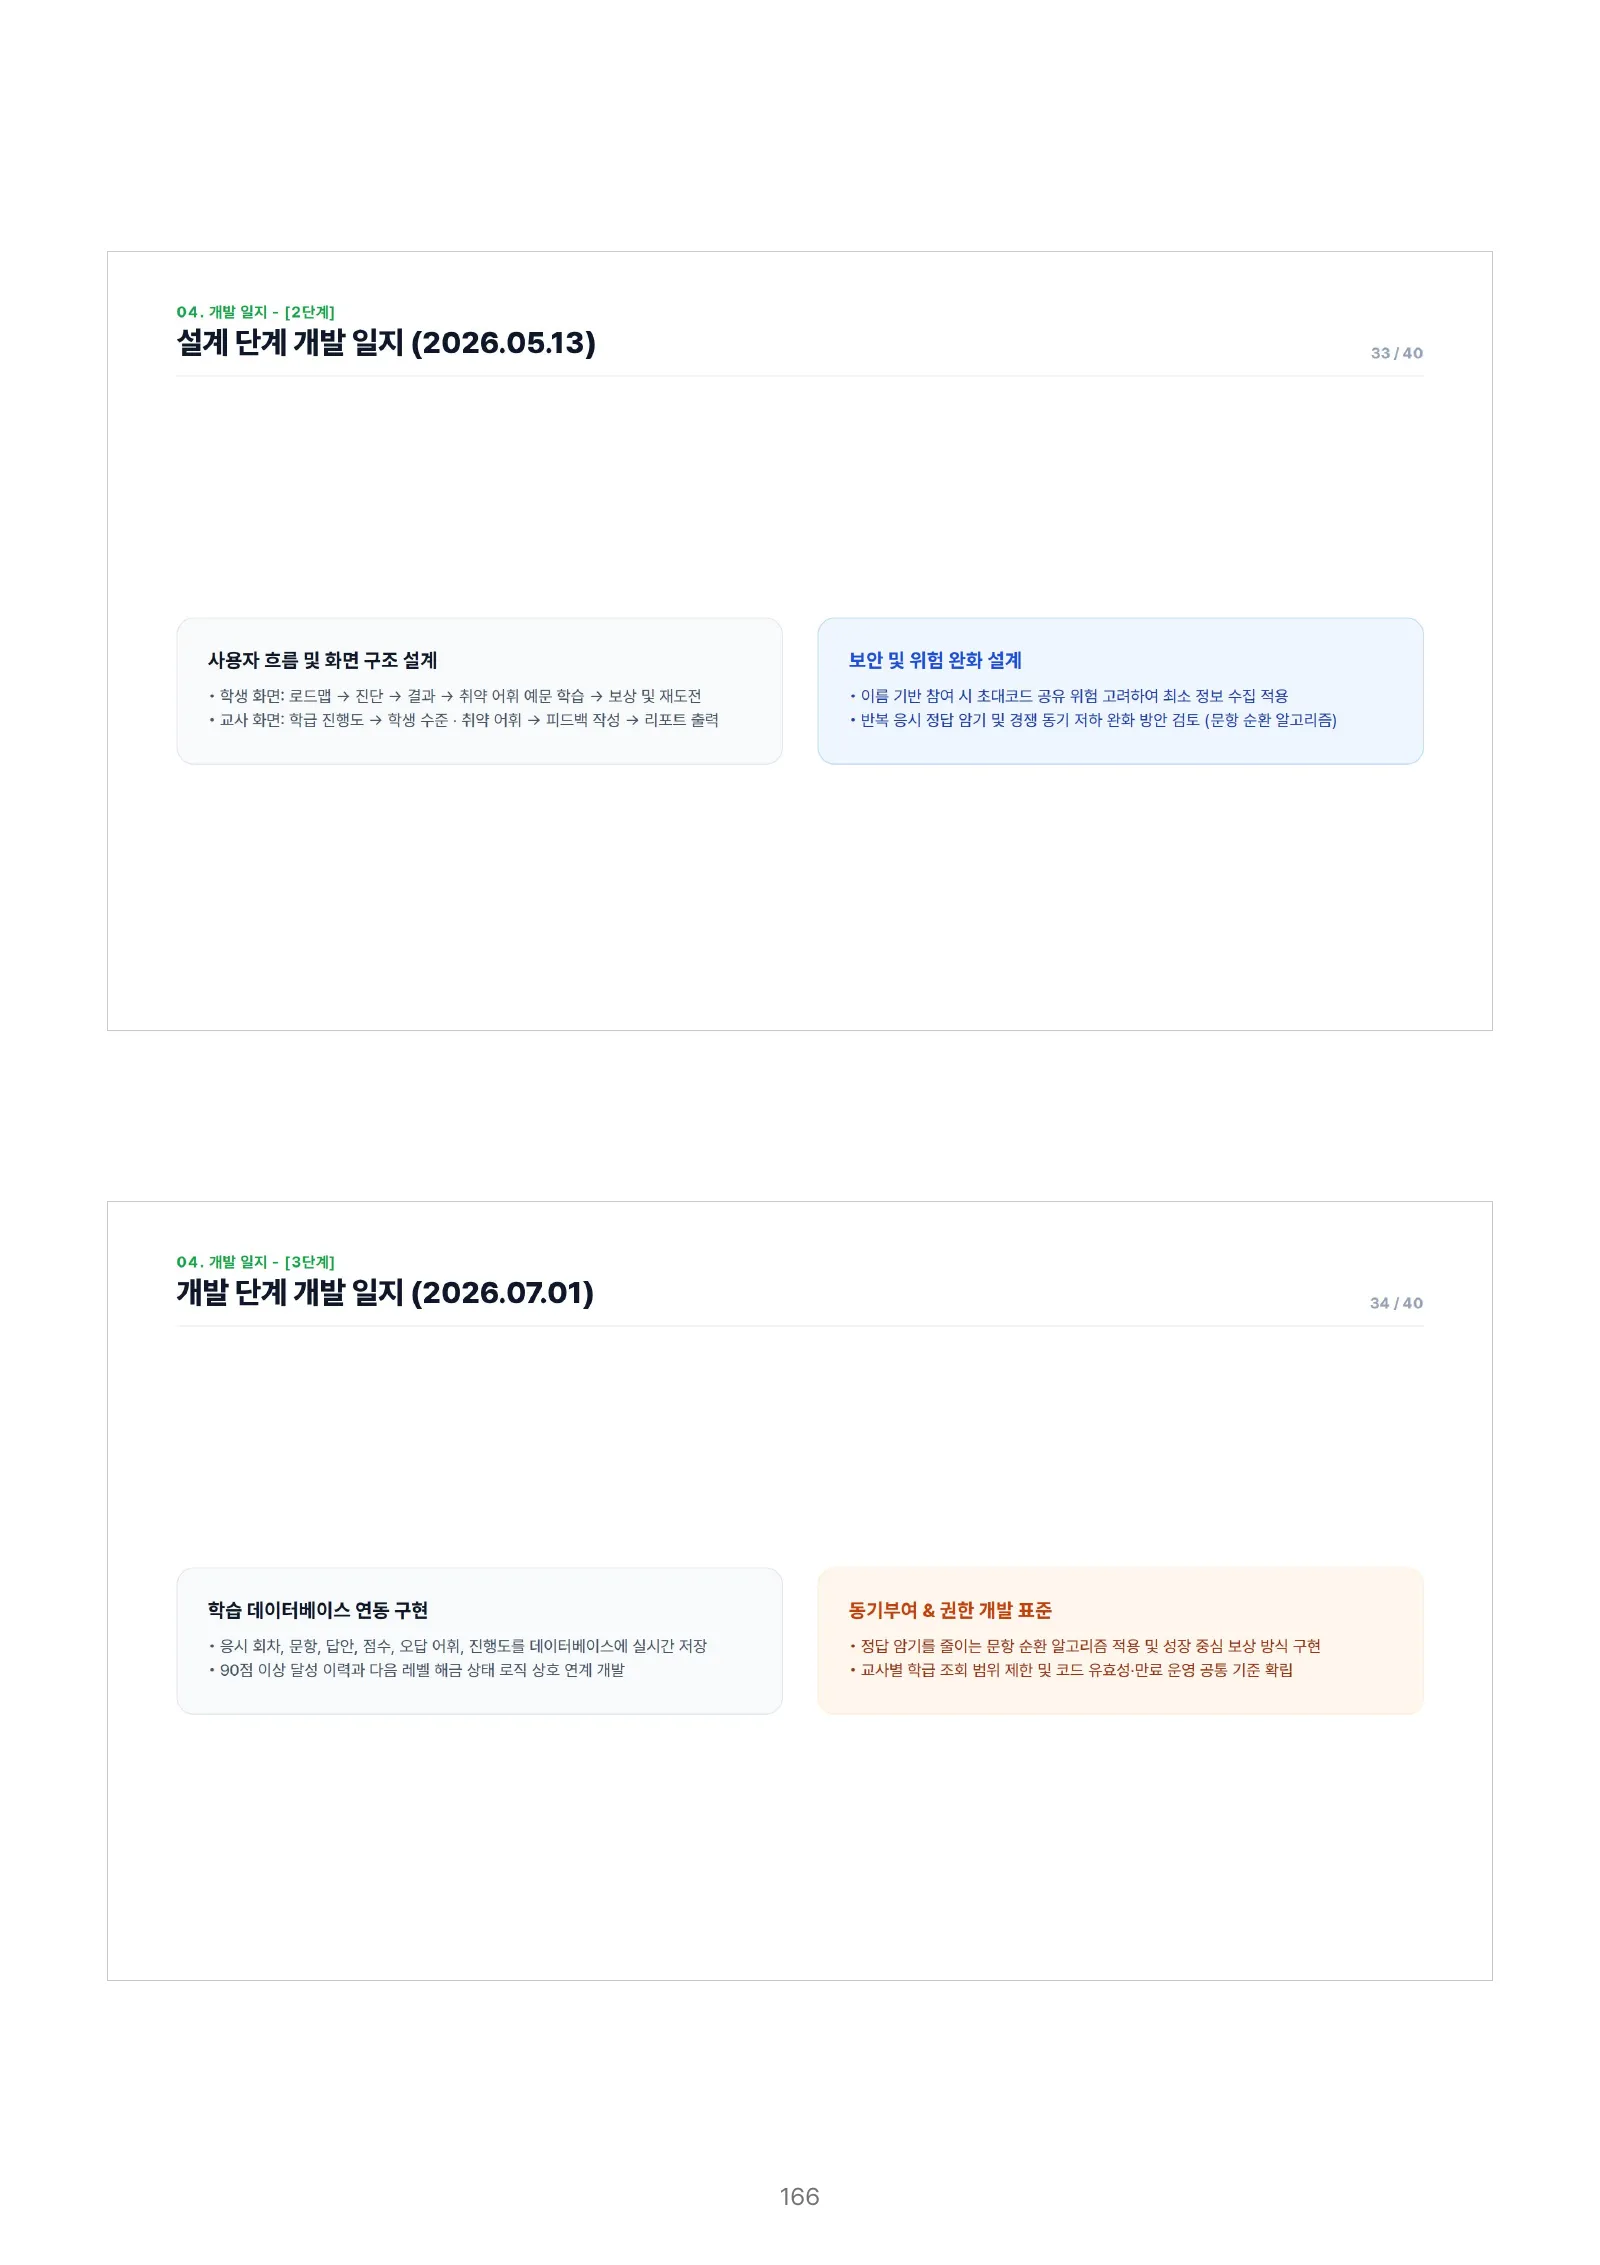 04. 개발 일지 - [2단계]
설계 단계 개발 일지 (2026.05.13)
33 / 40
사용자 흐름 및 화면 구조 설계
• 학생 화면: 로드맵 → 진단 → 결과 → 취약 어휘 예문 학습 → 보상 및 재도전
• 교사 화면: 학급 진행도 → 학생 수준 · 취약 어휘 → 피드백 작성 → 리포트 출력
보안 및 위험 완화 설계
• 이름 기반 참여 시 초대코드 공유 위험 고려하여 최소 정보 수집 적용
• 반복 응시 정답 암기 및 경쟁 동기 저하 완화 방안 검토 (문항 순환 알고리즘)
04. 개발 일지 - [3단계]
개발 단계 개발 일지 (2026.07.01)
34 / 40
학습 데이터베이스 연동 구현
• 응시 회차, 문항, 답안, 점수, 오답 어휘, 진행도를 데이터베이스에 실시간 저장
• 90점 이상 달성 이력과 다음 레벨 해금 상태 로직 상호 연계 개발
동기부여 & 권한 개발 표준
• 정답 암기를 줄이는 문항 순환 알고리즘 적용 및 성장 중심 보상 방식 구현
• 교사별 학급 조회 범위 제한 및 코드 유효성·만료 운영 공통 기준 확립
166